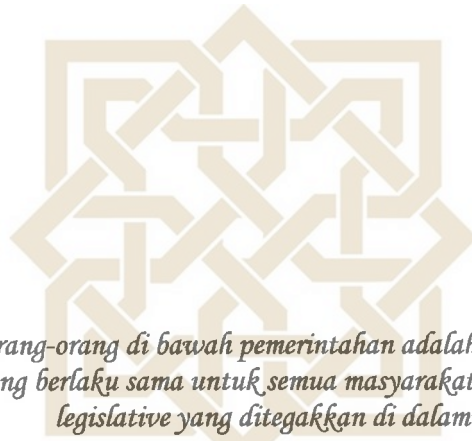 rang-orang di bawah pemerintahan adalah
ng berlaku sama untuk semua masyarakat
legislative yang ditegakkan di dalam